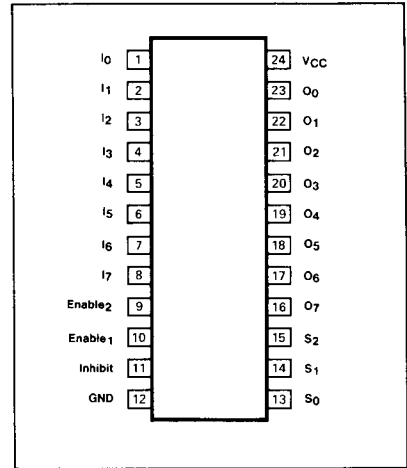 I0 1 24 VCC
I1 2 23 O0
I2 3 22 O1
I3 4 21 O2
I4 5 20 O3
I5 6 19 O4
I6 7 18 O5
I7 8 17 O6
Enable2 9 16 O7
Enable1 10 15 S2
Inhibit 11 14 S1
GND 12 13 S0